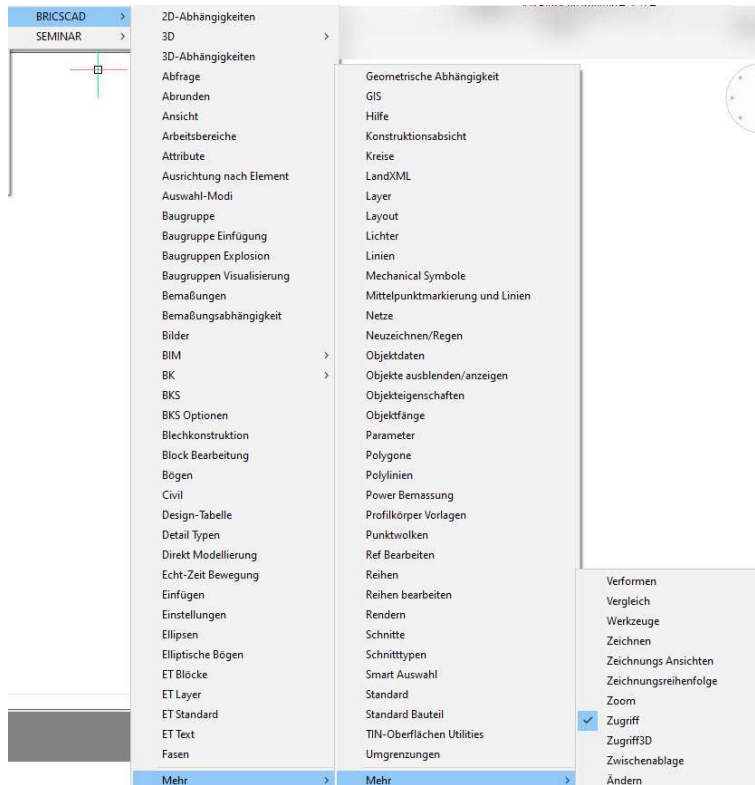 BRICSCAD
SEMINAR
2D-Abhängigkeiten
3D
3D-Abhängigkeiten
Abfrage
Abrunden
Ansicht
Arbeitsbereiche
Attribute
Ausrichtung nach Element
Auswahl-Modi
Baugruppe
Baugruppe Einfügung
Baugruppen Explosion
Baugruppen Visualisierung
Bemaßungen
Bemaßungsabhängigkeit
Bilder
BIM
BK
BKS
BKS Optionen
Blechkonstruktion
Block Bearbeitung
Bögen
Civil
Design-Tabelle
Detail Typen
Direkt Modellierung
Echt-Zeit Bewegung
Einfügen
Einstellungen
Ellipsen
Elliptische Bögen
ET Blöcke
ET Layer
ET Standard
ET Text
Fasen
Mehr
Geometrische Abhängigkeit
GIS
Hilfe
Konstruktionsabsicht
Kreise
LandXML
Layer
Layout
Lichter
Linien
Mechanical Symbole
Mittelpunktmarkierung und Linien
Netze
Neuzeichnen/Regen
Objektdaten
Objekte ausblenden/anzeigen
Objekteigenschaften
Objektfänge
Parameter
Polygone
Polylinien
Power Bemassung
Profilkörper Vorlagen
Punktwolken
Ref Bearbeiten
Reihen
Reihen bearbeiten
Rendern
Schnitte
Schnitttypen
Smart Auswahl
Standard
Standard Bauteil
TIN-Oberflächen Utilities
Umgrenzungen
Mehr
Verformen
Vergleich
Werkzeuge
Zeichnen
Zeichnungs Ansichten
Zeichnungsreihenfolge
Zoom
Zugriff
Zugriff3D
Zwischenablage
Ändern